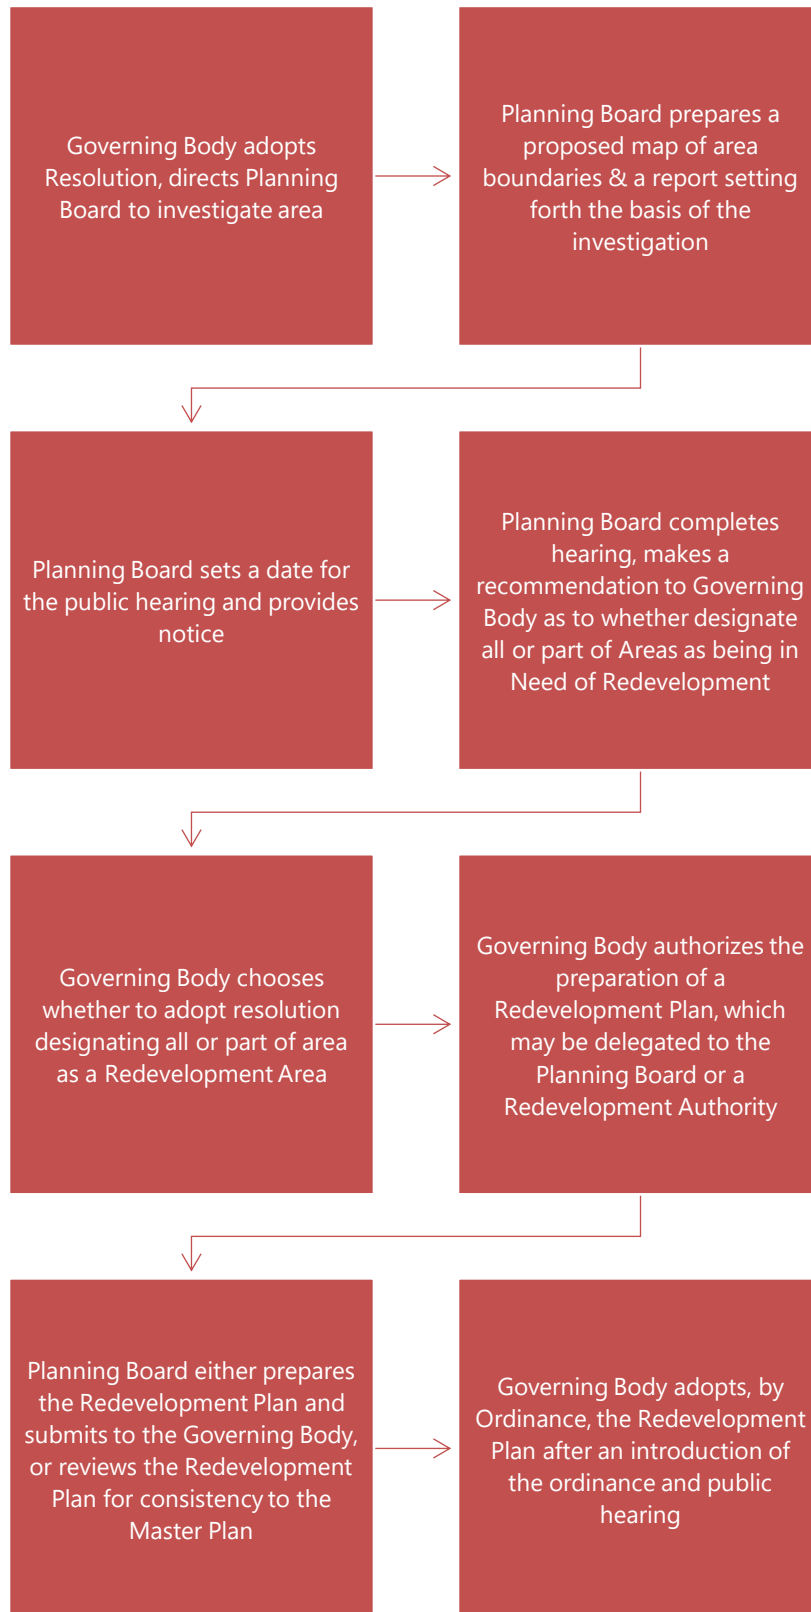 Governing Body adopts
Resolution, directs Planning
Board to investigate area
Planning Board prepares a
proposed map of area
boundaries & a report setting
forth the basis of the
investigation
Planning Board sets a date for
the public hearing and provides
notice
Planning Board completes
hearing, makes a
recommendation to Governing
Body as to whether designate
all or part of Areas as being in
Need of Redevelopment
Governing Body chooses
whether to adopt resolution
designating all or part of area
as a Redevelopment Area
Governing Body authorizes the
preparation of a
Redevelopment Plan, which
may be delegated to the
Planning Board or a
Redevelopment Authority
Planning Board either prepares
the Redevelopment Plan and
submits to the Governing Body,
or reviews the Redevelopment
Plan for consistency to the
Master Plan
Governing Body adopts, by
Ordinance, the Redevelopment
Plan after an introduction of
the ordinance and public
hearing